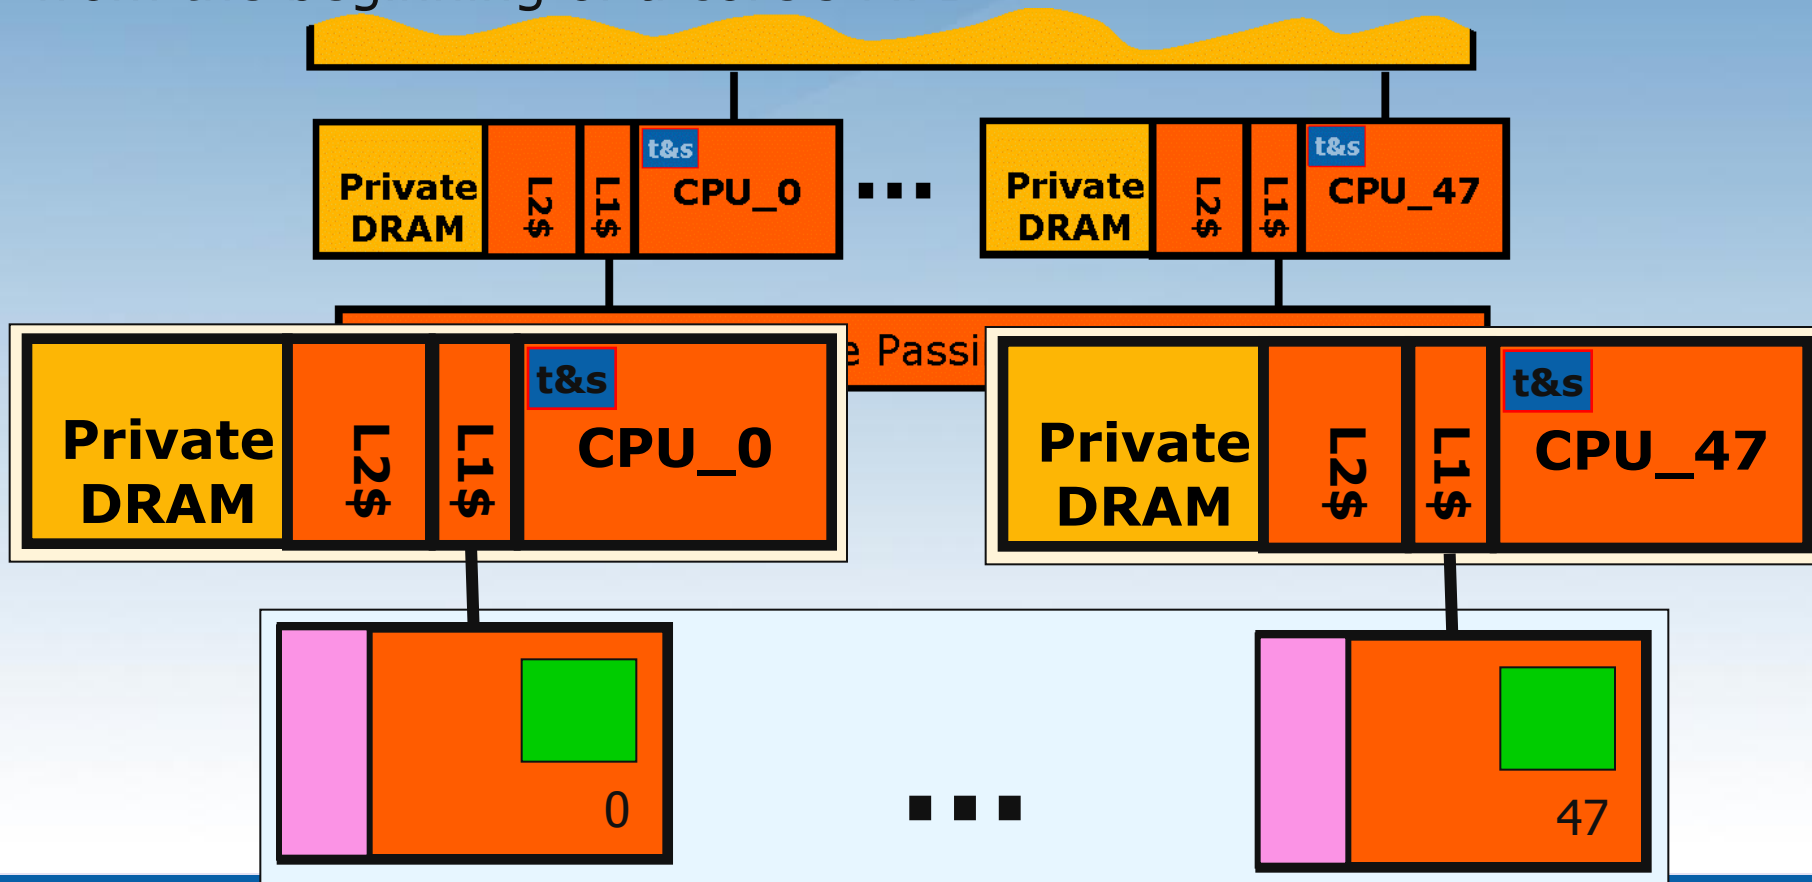 t&s
Private
DRAM
L2$
L1$
CPU_0
...
t&s
Private
DRAM
L2$
L1$
CPU_47
e Passi
t&s
Private
DRAM
L2$
L1$
CPU_0
t&s
Private
DRAM
L2$
L1$
CPU_47
0
...
47